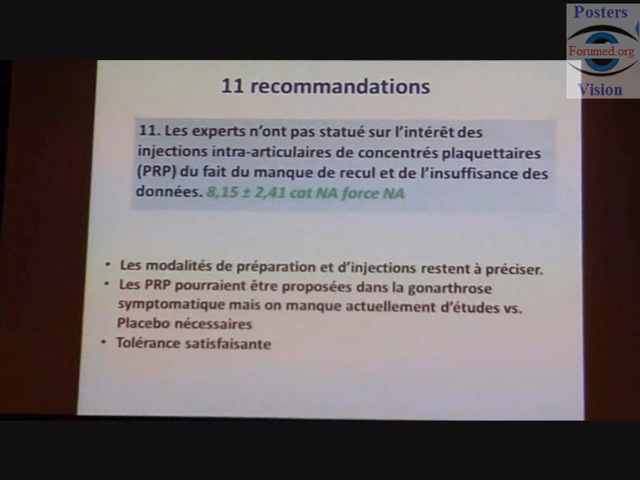 Posters
Forumed.org
Vision
11 recommandations
11. Les experts n'ont pas statué sur l'intérêt des
injections intra-articulaires de concentrés plaquettaires
(PRP) du fait du manque de recul et de l'insuffisance des
données. 8,15 ± 2,41 cat NA force NA
• Les modalités de préparation et d'injections restent à préciser.
• Les PRP pourraient être proposées dans la gonarthrose
symptomatique mais on manque actuellement d'études vs.
Placebo nécessaires
• Tolérance satisfaisante